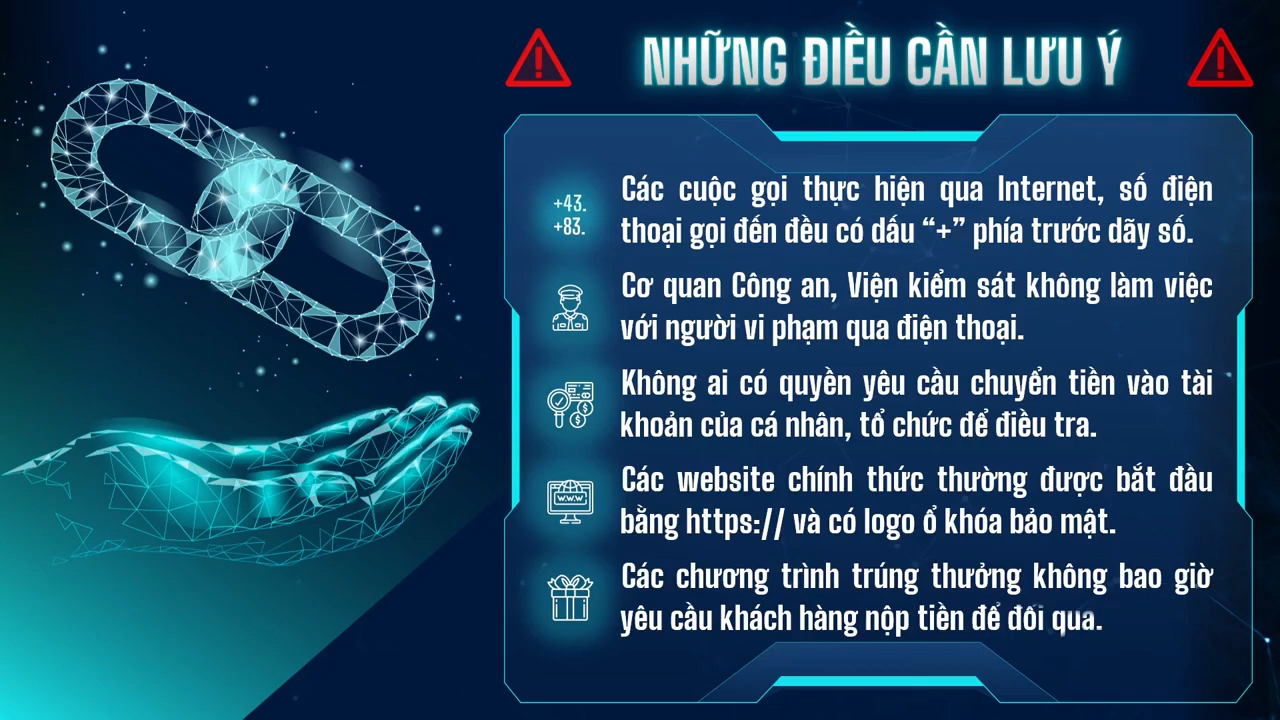 NHỮNG ĐIỀU CẦN LƯU Ý
+43.
+83.
Các cuộc gọi thực hiện qua Internet, số điện
thoại gọi đến đều có dấu “+” phía trước dãy số.
Cơ quan Công an, Viện kiểm sát không làm việc
với người vi phạm qua điện thoại.
Không ai có quyền yêu cầu chuyển tiền vào tài
khoản của cá nhân, tổ chức để điều tra.
www
Các website chính thức thường được bắt đầu
bằng https:// và có logo ổ khóa bảo mật.
Các chương trình trúng thưởng không bao giờ
yêu cầu khách hàng nộp tiền để đối qua.